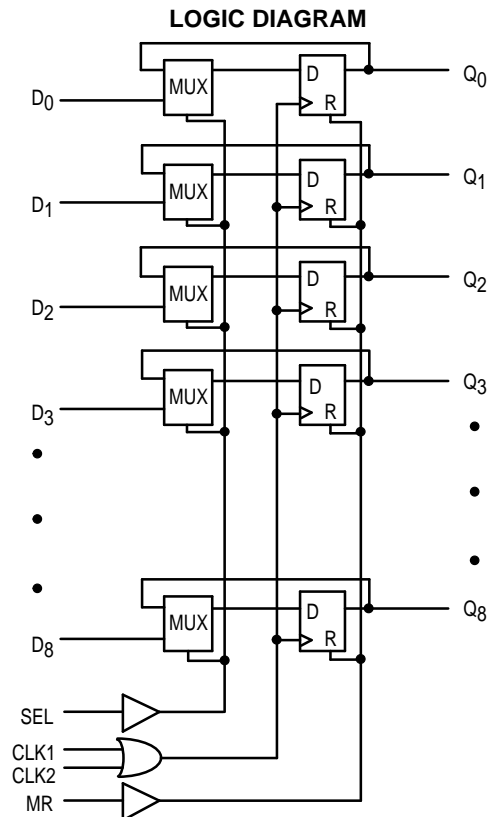 LOGIC DIAGRAM
MUX D R Q0
D0
MUX D R Q1
D1
MUX D R Q2
D2
MUX D R Q3
D3
MUX D R Q8
D8
SEL
CLK1
CLK2
MR